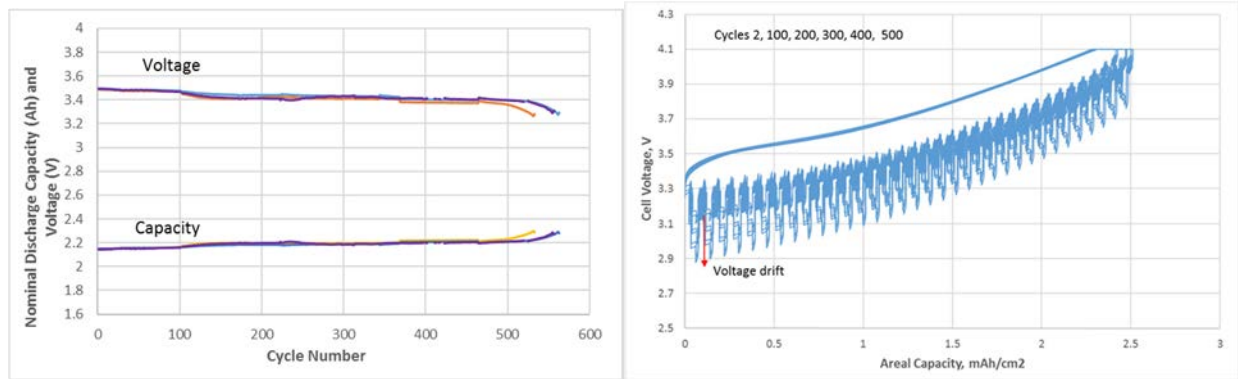 Nominal Discharge Capacity (Ah) and
Voltage (V)
4
3.8
3.6
3.4
3.2
3
2.8
2.6
2.4
2.2
2
1.8
1.6
Voltage
Capacity
0 100 200 300 400 500 600
Cycle Number
Cell Voltage, V
4.1
3.9
3.7
3.5
3.3
3.1
2.9
2.7
2.5
Cycles 2, 100, 200, 300, 400, 500
Voltage drift
0 0.5 1 1.5 2 2.5 3
Areal Capacity, mAh/cm2